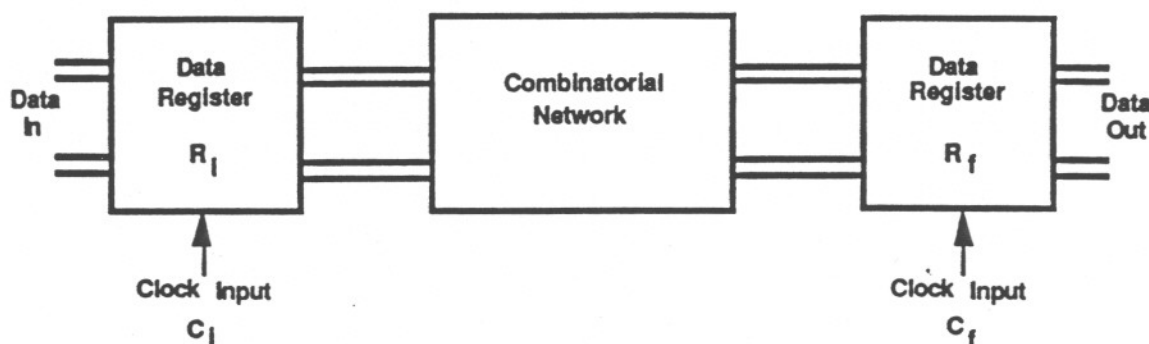 Data
In
Data
Register
R i
Clock Input
C i
Combinatorial
Network
Data
Register
R f
Clock Input
C f
Data
Out